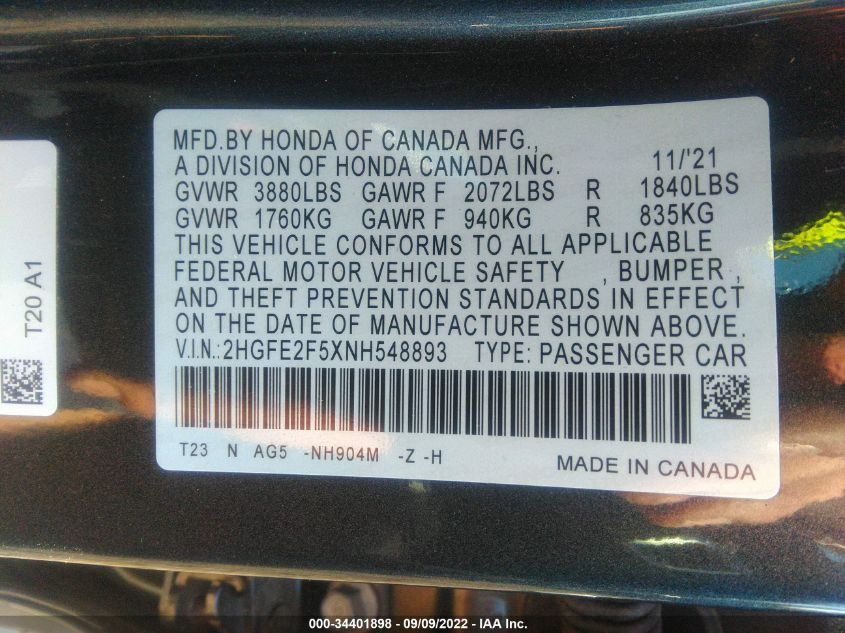 MFD.BY HONDA OF CANADA MFG.,
A DIVISION OF HONDA CANADA INC. 11/'21
GVWR 3880LBS GAWR F 2072LBS R 1840LBS
GVWR 1760KG GAWR F 940KG R 835KG
THIS VEHICLE CONFORMS TO ALL APPLICABLE
FEDERAL MOTOR VEHICLE SAFETY , BUMPER ,
AND THEFT PREVENTION STANDARDS IN EFFECT
ON THE DATE OF MANUFACTURE SHOWN ABOVE.
V.I.N.:2HGFE2F5XNH548893 TYPE: PASSENGER CAR
T23 N AG5 -NH904M -Z -H
MADE IN CANADA
T20 A1
000-34401898 - 09/09/2022 - IAA Inc.